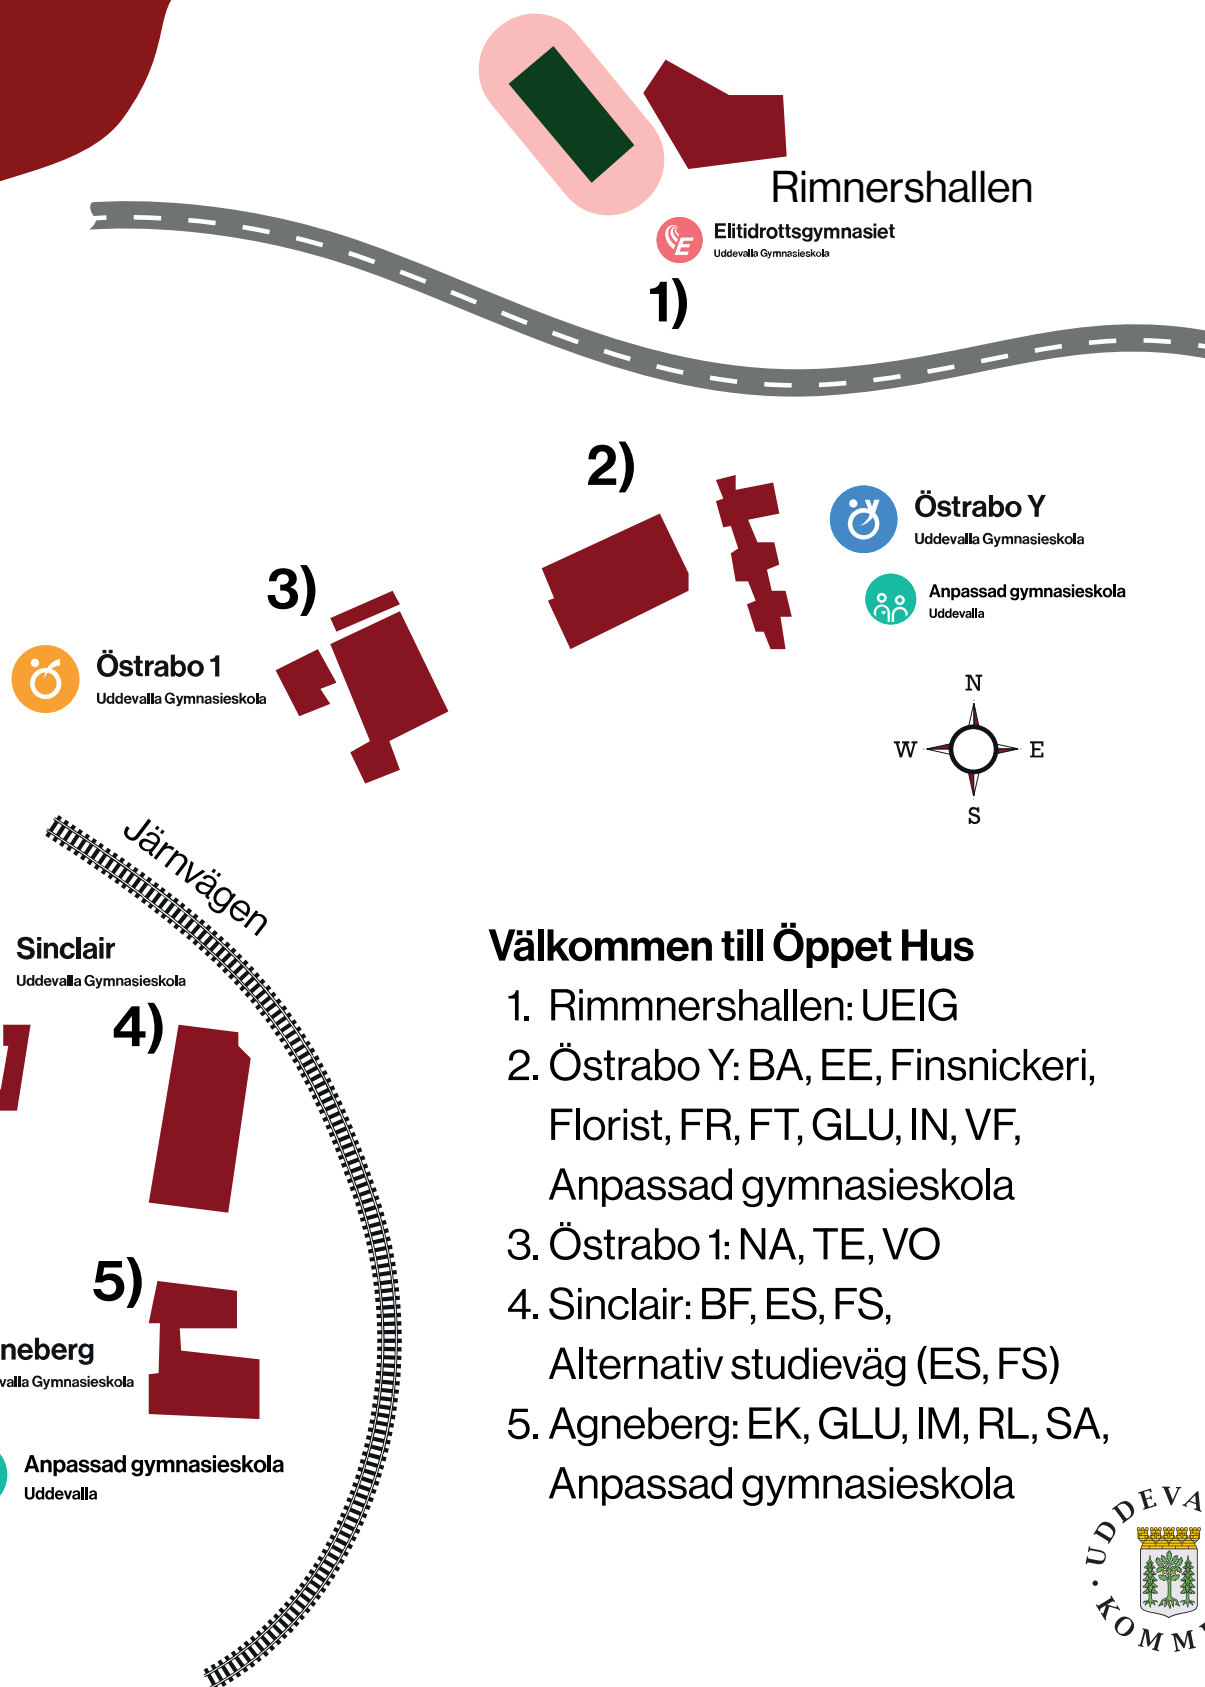 Rimnershallen
Elitidrottsgymnasiet
Uddevalla Gymnasieskola
1)
2)
Östrabo Y
Uddevalla Gymnasieskola
Anpassad gymnasieskola
Uddevalla
3)
Östrabo 1
Uddevalla Gymnasieskola
N
W E
S
Järnvägen
Sinclair
Uddevalla Gymnasieskola
4)
5)
neberg
valla Gymnasieskola
Anpassad gymnasieskola
Uddevalla
Välkommen till Öppet Hus
1. Rimmnershallen: UEIG
2. Östrabo Y: BA, EE, Finsnickeri,
Florist, FR, FT, GLU, IN, VF,
Anpassad gymnasieskola
3. Östrabo 1: NA, TE, VO
4. Sinclair: BF, ES, FS,
Alternativ studieväg (ES, FS)
5. Agneberg: EK, GLU, IM, RL, SA,
Anpassad gymnasieskola
UDDEVA
KOMM